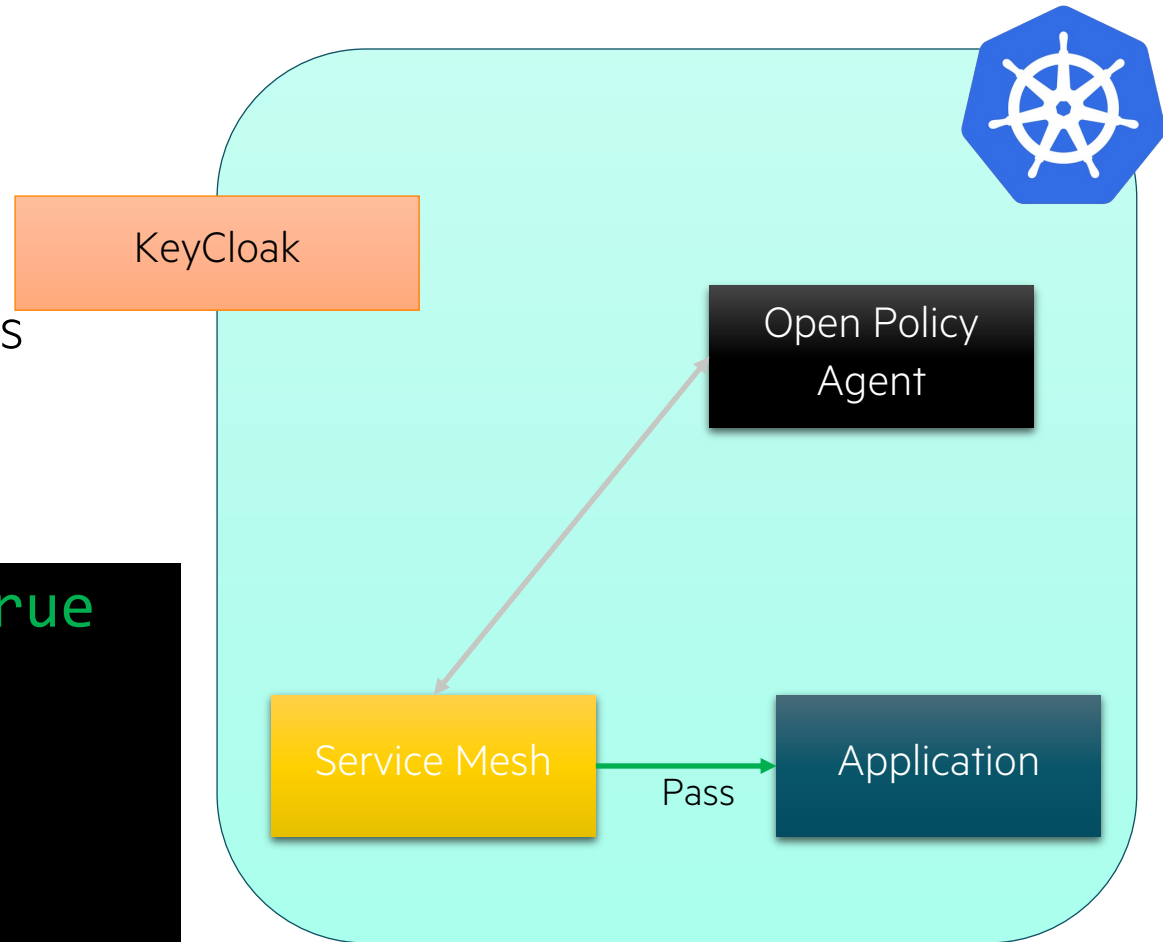 KeyCloak
s
Open Policy
Agent
rue
Service Mesh
Pass
Application